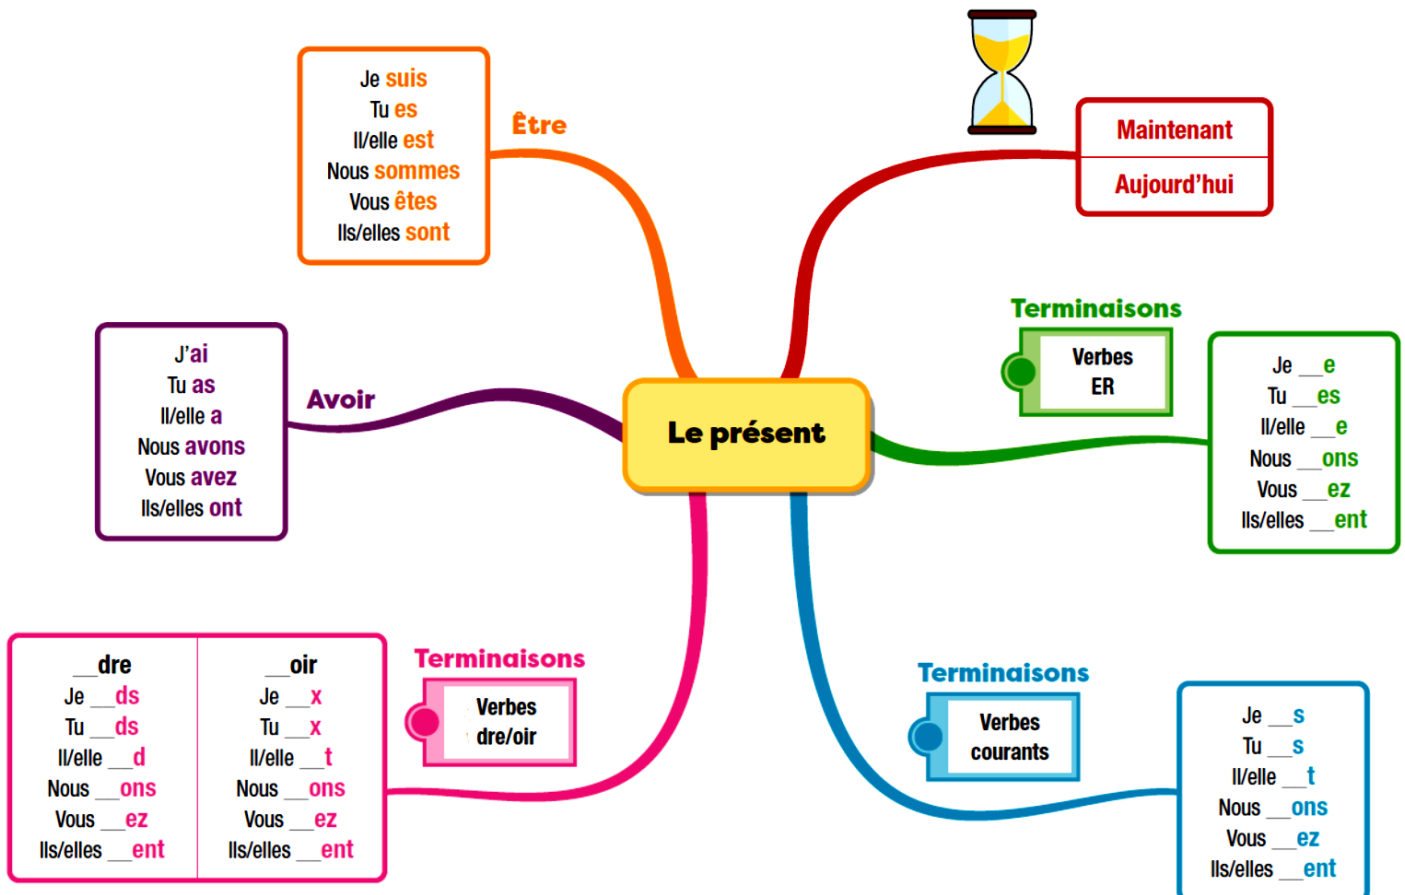 Le présent
Maintenant
Aujourd'hui
Terminaisons
Verbes
ER
Je __e
Tu __es
Il/elle __e
Nous __ons
Vous __ez
Ils/elles __ent
Terminaisons
Verbes
courants
Je __s
Tu __s
Il/elle __t
Nous __ons
Vous __ez
Ils/elles __ent
Terminaisons
Verbes
dre/oir
__dre
Je __ds
Tu __ds
Il/elle __d
Nous __ons
Vous __ez
Ils/elles __ent
__oir
Je __x
Tu __x
Il/elle __t
Nous __ons
Vous __ez
Ils/elles __ent
Avoir
J'ai
Tu as
Il/elle a
Nous avons
Vous avez
Ils/elles ont
Être
Je suis
Tu es
Il/elle est
Nous sommes
Vous êtes
Ils/elles sont